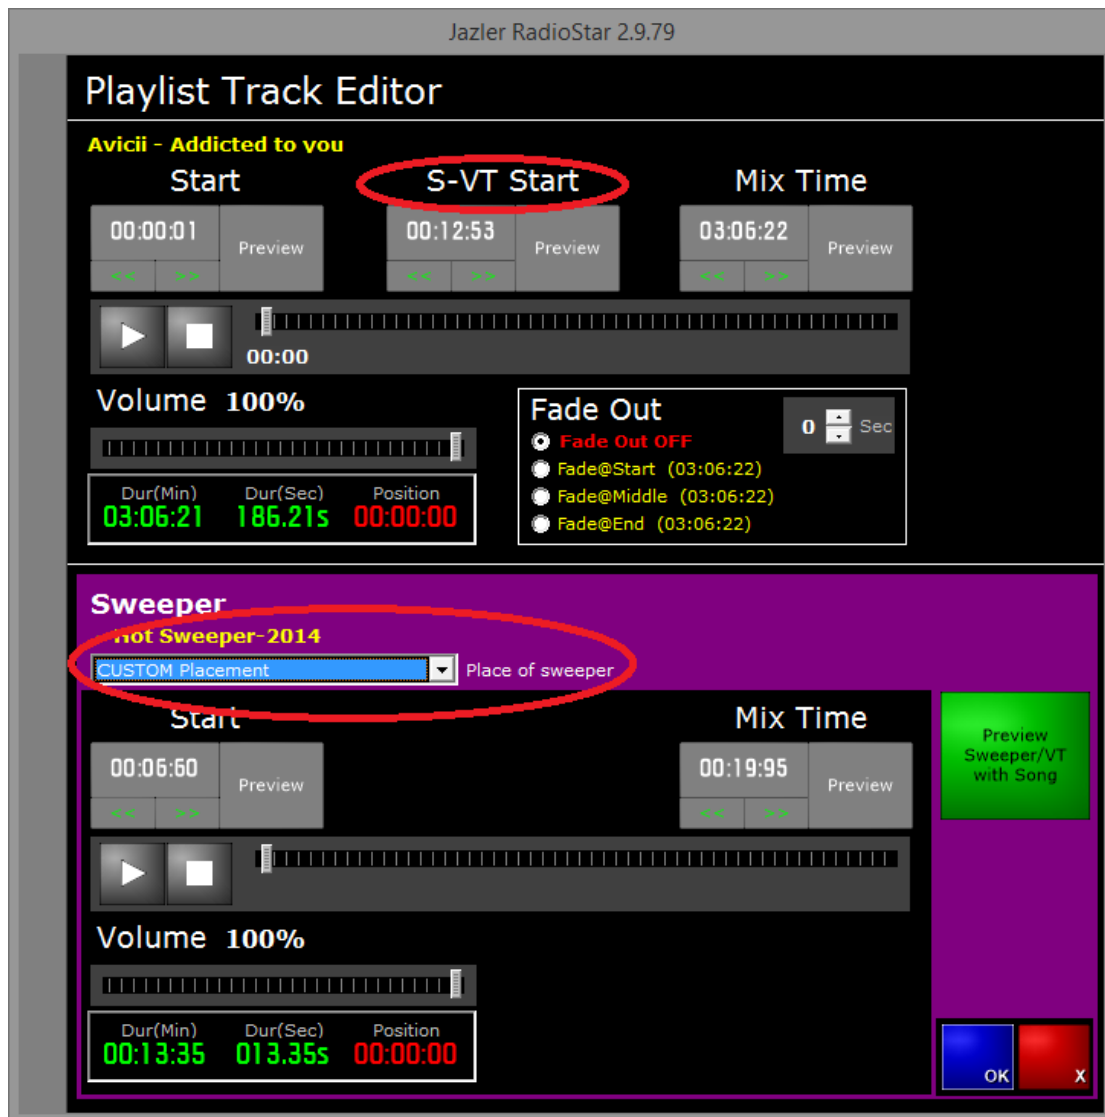 Jazler RadioStar 2.9.79
Playlist Track Editor
Avicii - Addicted to you
Start S-VT Start Mix Time
00:00:01 Preview 00:12:53 Preview 03:06:22 Preview
<< >> << >> << >>
00:00
Volume 100%
Fade Out 0 Sec
Fade Out OFF
Fade@Start (03:06:22)
Fade@Middle (03:06:22)
Fade@End (03:06:22)
Dur(Min) Dur(Sec) Position
03:06:21 186.21s 00:00:00
Sweeper
Hot Sweeper-2014
CUSTOM Placement Place of sweeper
Start Mix Time
00:06:60 Preview 00:19:95 Preview
<< >> << >>
Preview
Sweeper/VT
with Song
Volume 100%
Dur(Min) Dur(Sec) Position
00:13:35 013.35s 00:00:00
OK X